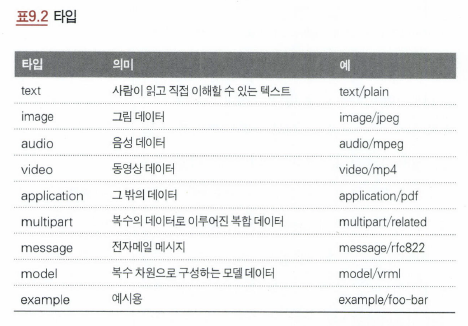 표9.2 타입
타입 의미 예
text 사람이 읽고 직접 이해할 수 있는 텍스트 text/plain
image 그림 데이터 image/jpeg
audio 음성 데이터 audio/mpeg
video 동영상 데이터 video/mp4
application 그 밖의 데이터 application/pdf
multipart 복수의 데이터로 이루어진 복합 데이터 multipart/related
message 전자메일 메시지 message/rfc822
model 복수 차원으로 구성하는 모델 데이터 model/vrml
example 예시용 example/foo-bar